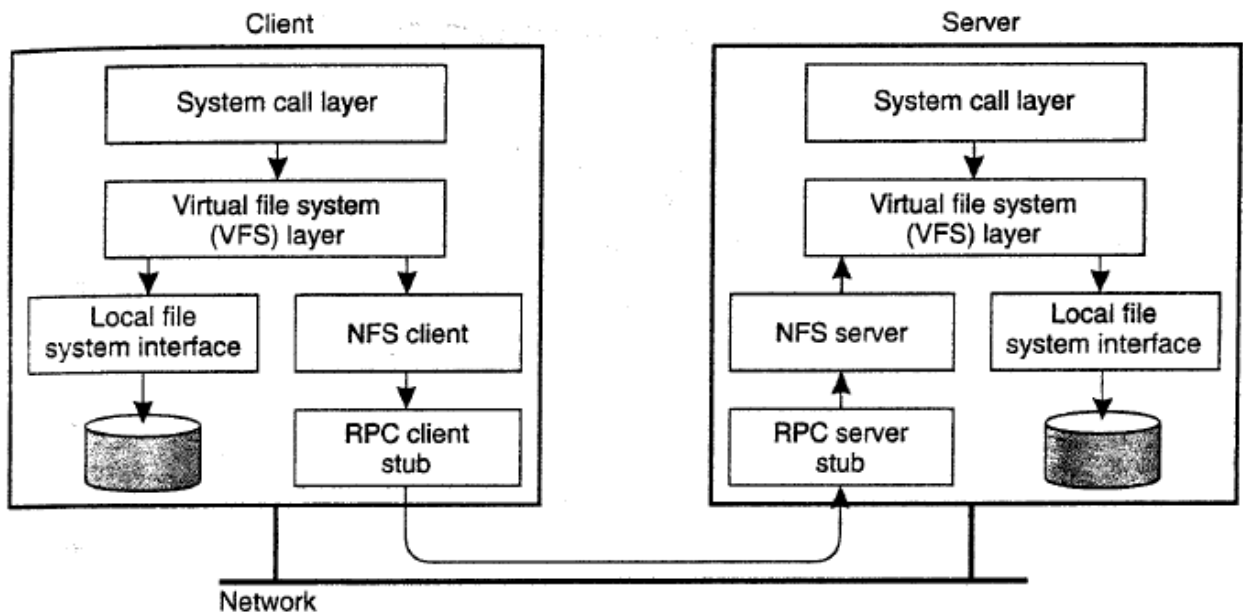 Client
System call layer
Virtual file system
(VFS) layer
Local file
system interface
NFS client
RPC client
stub
Server
System call layer
Virtual file system
(VFS) layer
NFS server
Local file
system interface
RPC server
stub
Network